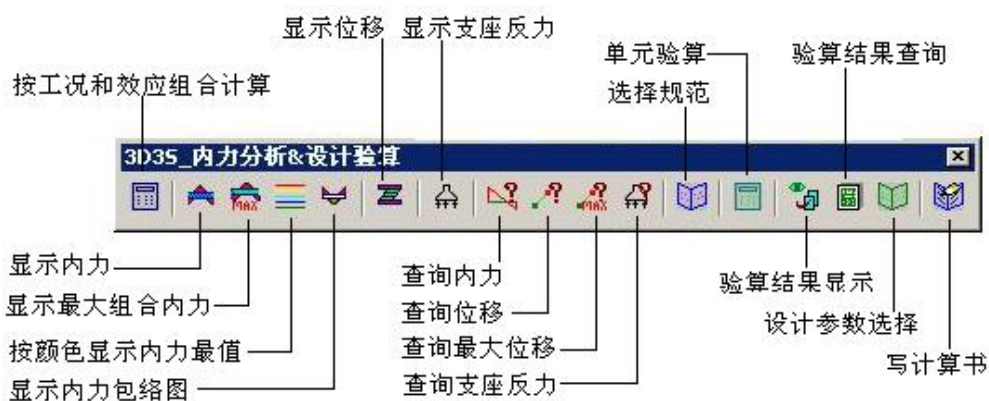 显示位移 显示支座反力
单元验算 验算结果查询
按工况和效应组合计算 选择规范
3D3S_内力分析&设计验算
MAX MAX
显示内力 查询内力 验算结果显示
显示最大组合内力 查询位移 设计参数选择
按颜色显示内力最值 查询最大位移 写计算书
显示内力包络图 查询支座反力